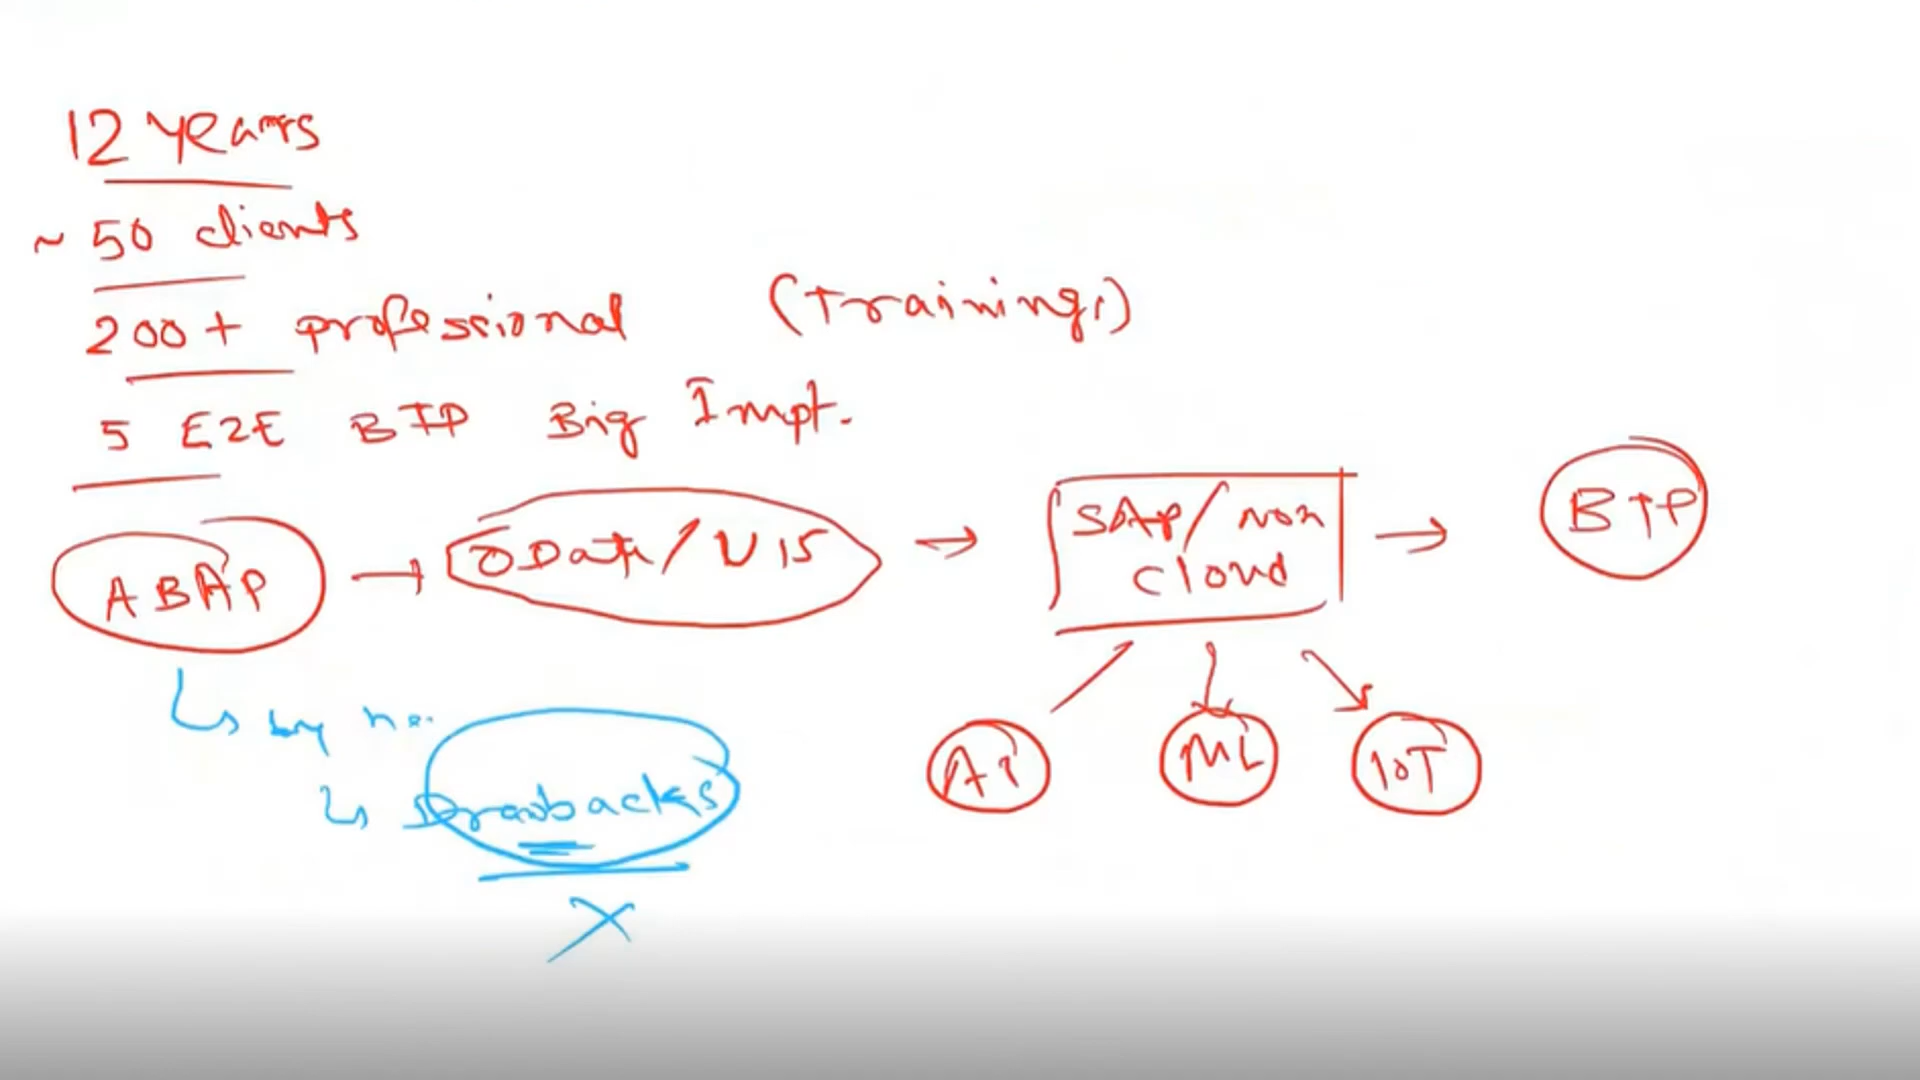 12 years
~ 50 clients
200+ professional (Trainings)
5 E2E BTP Big Impt.
ABAP → OData / UI5 → SAP / non cloud → BTP
by
Drawbacks
X
AI ML IoT